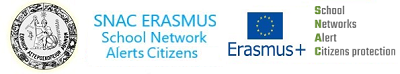 SNAC ERASMUS
School Network
Alerts Citizens
Erasmus+
School
Networks
Alert
Citizens protection